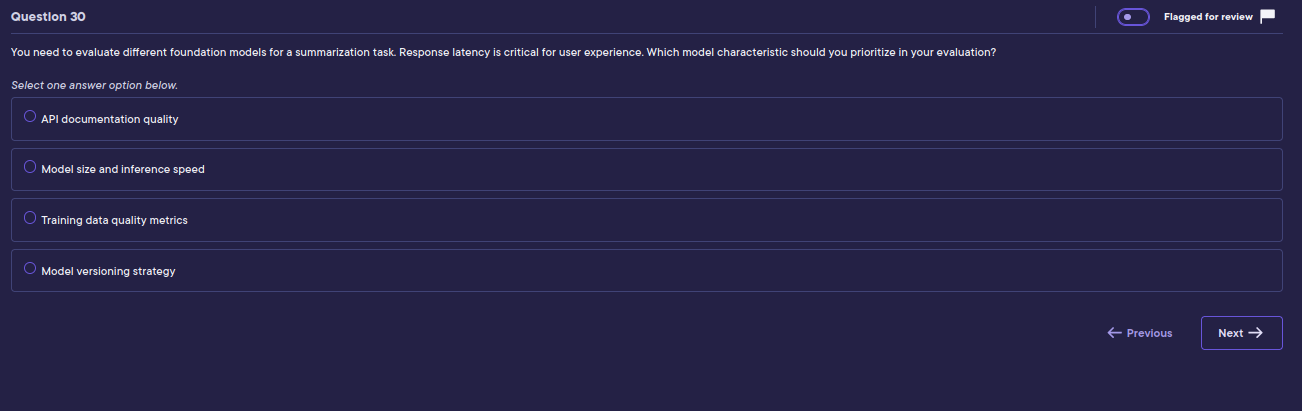 Question 30
Flagged for review
You need to evaluate different foundation models for a summarization task. Response latency is critical for user experience. Which model characteristic should you prioritize in your evaluation?
Select one answer option below.
API documentation quality
Model size and inference speed
Training data quality metrics
Model versioning strategy
Previous
Next